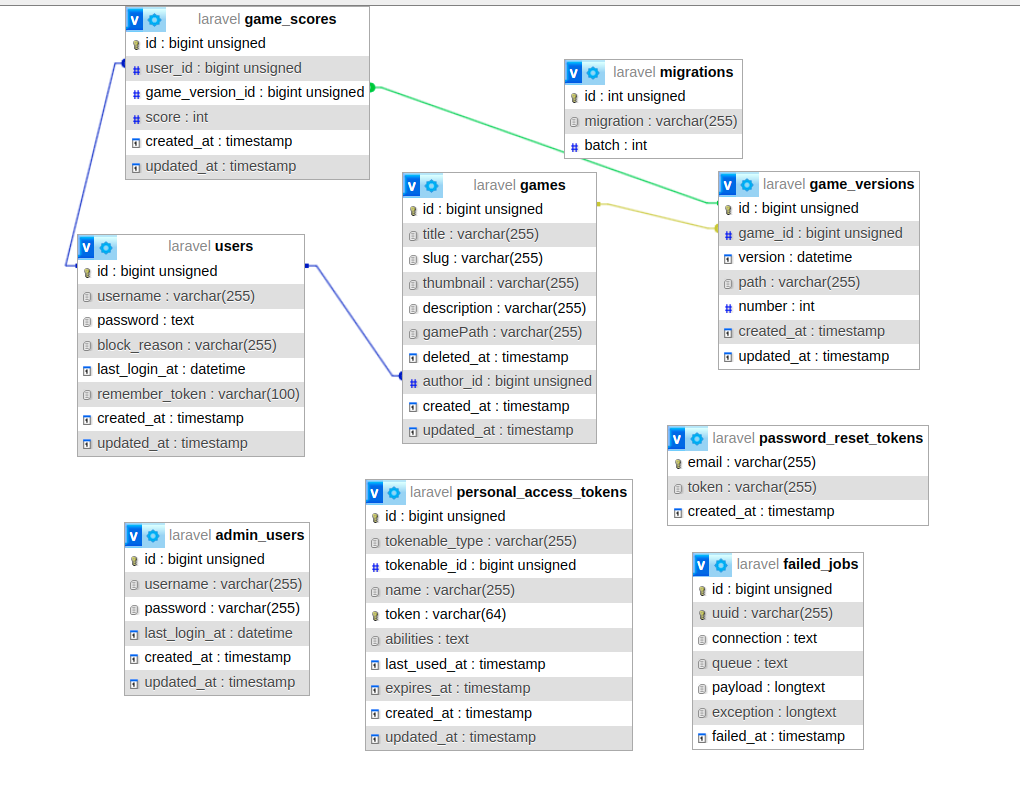 laravel game_scores
id : bigint unsigned
user_id : bigint unsigned
game_version_id : bigint unsigned
score : int
created_at : timestamp
updated_at : timestamp
laravel migrations
id : int unsigned
migration : varchar(255)
batch : int
laravel games
id : bigint unsigned
title : varchar(255)
slug : varchar(255)
thumbnail : varchar(255)
description : varchar(255)
gamePath : varchar(255)
deleted_at : timestamp
author_id : bigint unsigned
created_at : timestamp
updated_at : timestamp
laravel game_versions
id : bigint unsigned
game_id : bigint unsigned
version : datetime
path : varchar(255)
number : int
created_at : timestamp
updated_at : timestamp
laravel users
id : bigint unsigned
username : varchar(255)
password : text
block_reason : varchar(255)
last_login_at : datetime
remember_token : varchar(100)
created_at : timestamp
updated_at : timestamp
laravel password_reset_tokens
email : varchar(255)
token : varchar(255)
created_at : timestamp
laravel personal_access_tokens
id : bigint unsigned
tokenable_type : varchar(255)
tokenable_id : bigint unsigned
name : varchar(255)
token : varchar(64)
abilities : text
last_used_at : timestamp
expires_at : timestamp
created_at : timestamp
updated_at : timestamp
laravel admin_users
id : bigint unsigned
username : varchar(255)
password : varchar(255)
last_login_at : datetime
created_at : timestamp
updated_at : timestamp
laravel failed_jobs
id : bigint unsigned
uuid : varchar(255)
connection : text
queue : text
payload : longtext
exception : longtext
failed_at : timestamp